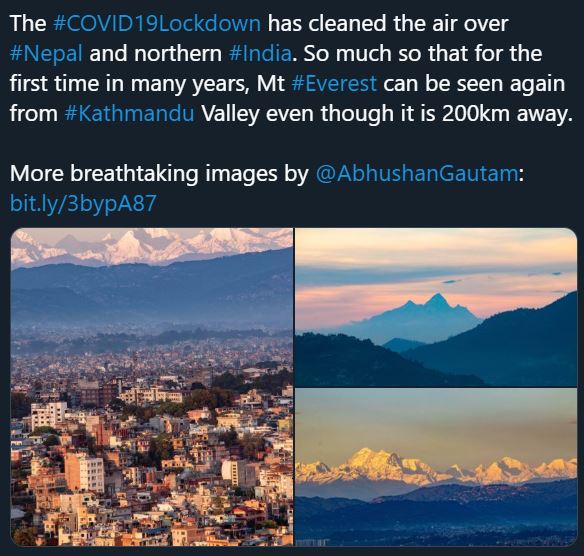 The #COVID19Lockdown has cleaned the air over
#Nepal and northern #India. So much so that for the
first time in many years, Mt #Everest can be seen again
from #Kathmandu Valley even though it is 200km away.
More breathtaking images by @AbhushanGautam:
bit.ly/3bypA87